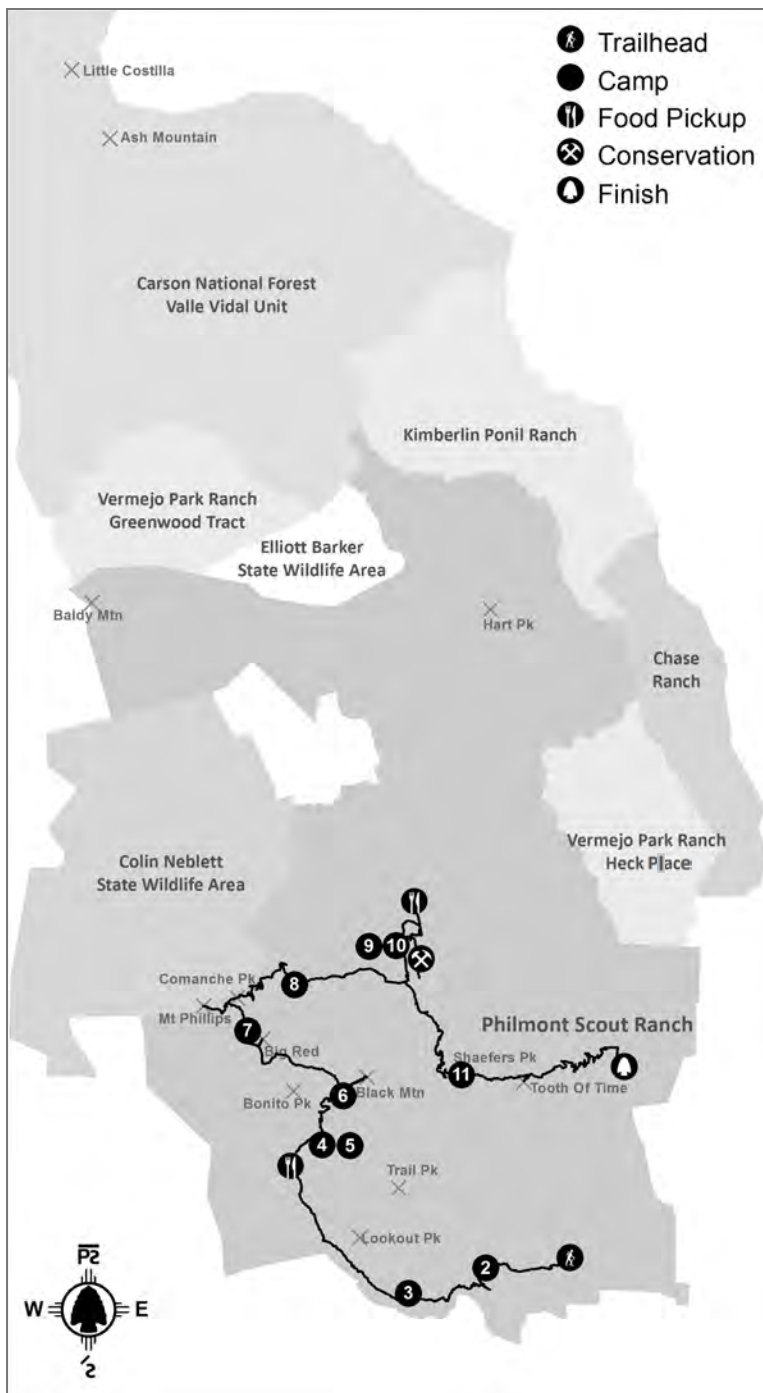 Trailhead
Camp
Food Pickup
Conservation
Finish
Little Costilla
Ash Mountain
Carson National Forest
Valle Vidal Unit
Kimberlin Ponil Ranch
Vermejo Park Ranch
Greenwood Tract
Elliott Barker
State Wildlife Area
Baldy Mtn
Hart Pk
Chase
Ranch
Vermejo Park Ranch
Heck Place
Colin Neblett
State Wildlife Area
9
10
Comanche Pk
8
Mt Phillips
7
Philmont Scout Ranch
Big Red
Shaefers Pk
11
Tooth Of Time
Black Mtn
Bonito Pk
6
4
5
Trail Pk
Lookout Pk
2
3
W
E